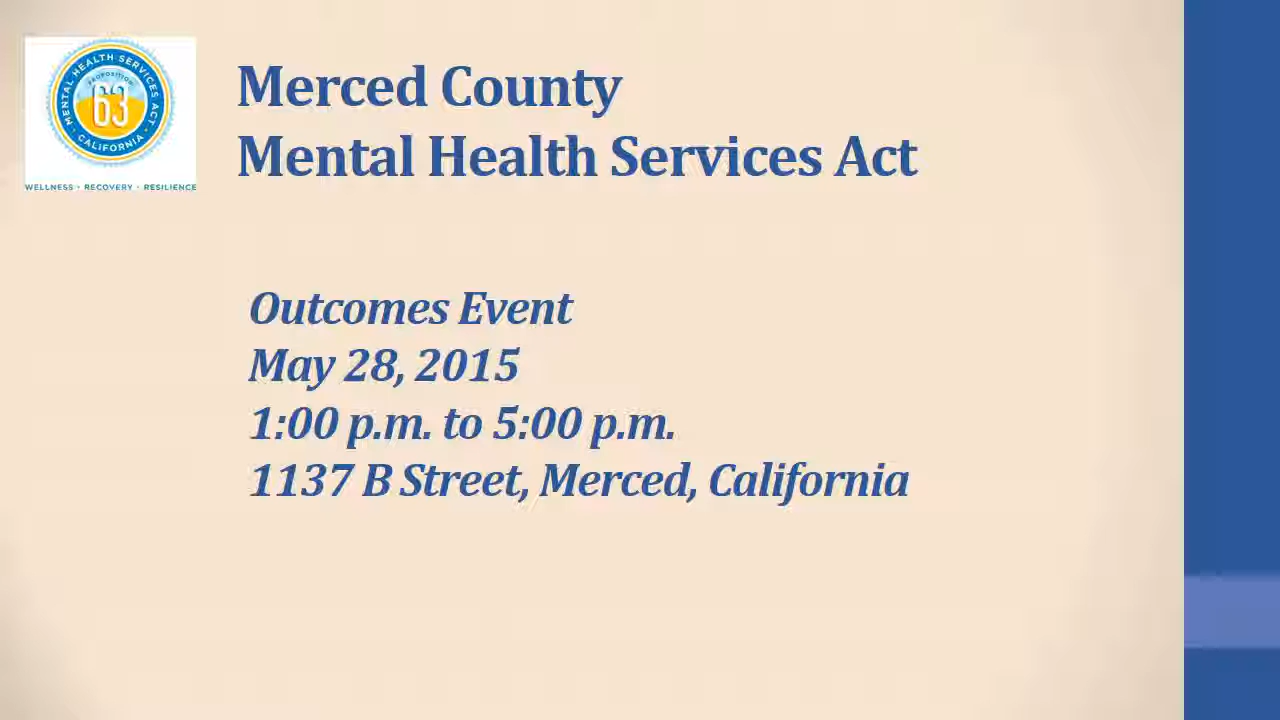 MENTAL HEALTH SERVICES ACT
PROPOSITION
63
CALIFORNIA
WELLNESS • RECOVERY • RESILIENCE
Merced County
Mental Health Services Act
Outcomes Event
May 28, 2015
1:00 p.m. to 5:00 p.m.
1137 B Street, Merced, California